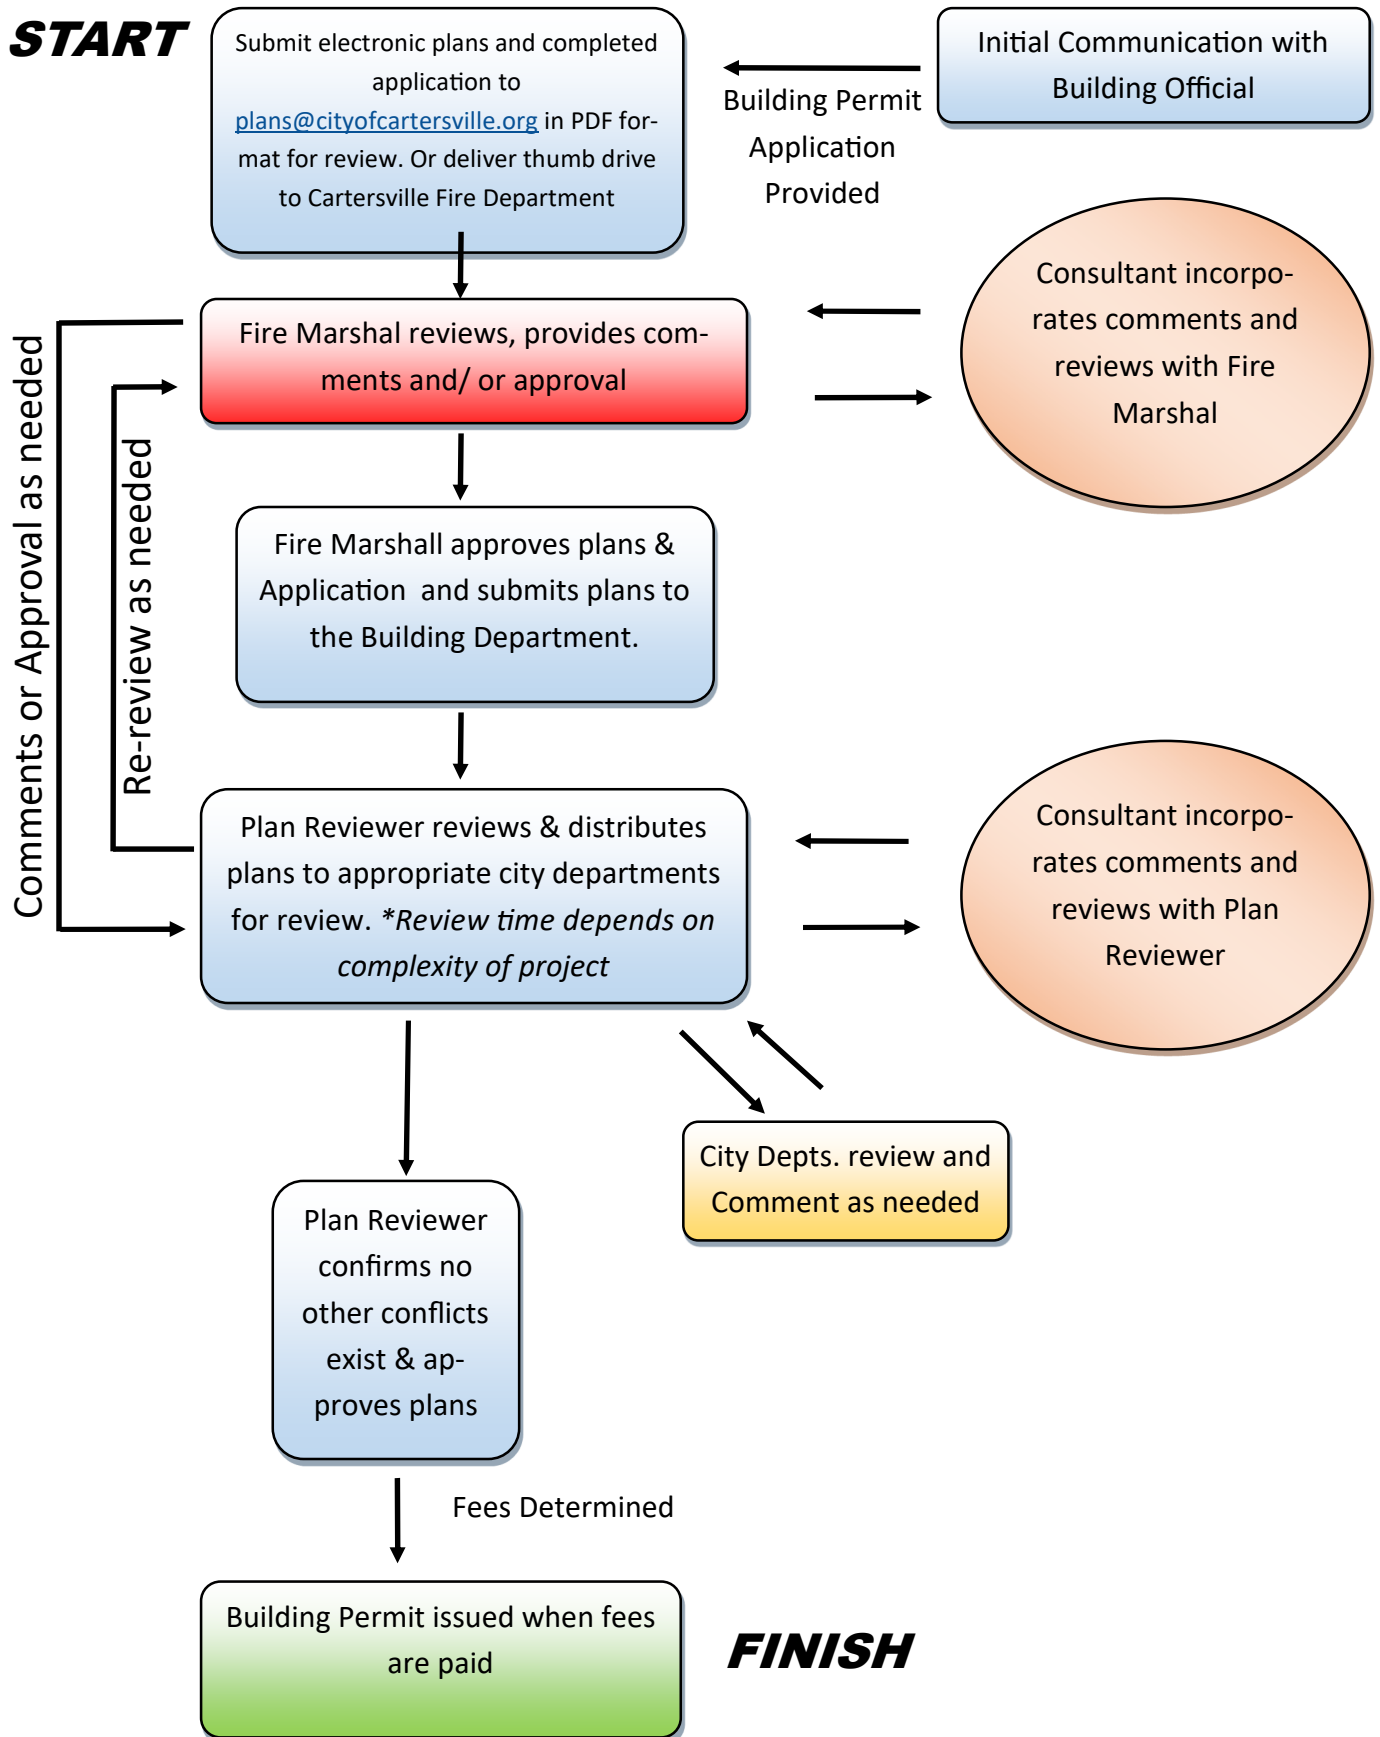 START
Submit electronic plans and completed
application to
plans@cityofcartersville.org in PDF for-
mat for review. Or deliver thumb drive
to Cartersville Fire Department
Initial Communication with
Building Official
Building Permit
Application
Provided
Consultant incorpo-
rates comments and
reviews with Fire
Marshal
Fire Marshal reviews, provides com-
ments and/ or approval
Comments or Approval as needed
Re-review as needed
Fire Marshall approves plans &
Application  and submits plans to
the Building Department.
Plan Reviewer reviews & distributes
plans to appropriate city departments
for review. *Review time depends on
complexity of project
Consultant incorpo-
rates comments and
reviews with Plan
Reviewer
City Depts. review and
Comment as needed
Plan Reviewer
confirms no
other conflicts
exist & ap-
proves plans
Fees Determined
Building Permit issued when fees
are paid
FINISH